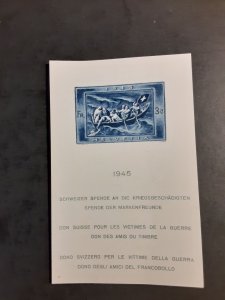 HELVETIA
1945
SCHWEIZER SPENDE AN DIE KRIEGSGESCHÄDIGTEN
SPENDE DER MARKENFREUNDE
DON SUISSE POUR LES VICTIMES DE LA GUERRE
DON DES AMIS DU TIMBRE
DONO SVIZZERO PER LE VITTIME DELLA GUERRA
DONO DEGLI AMICI DEL FRANCOBOLLO